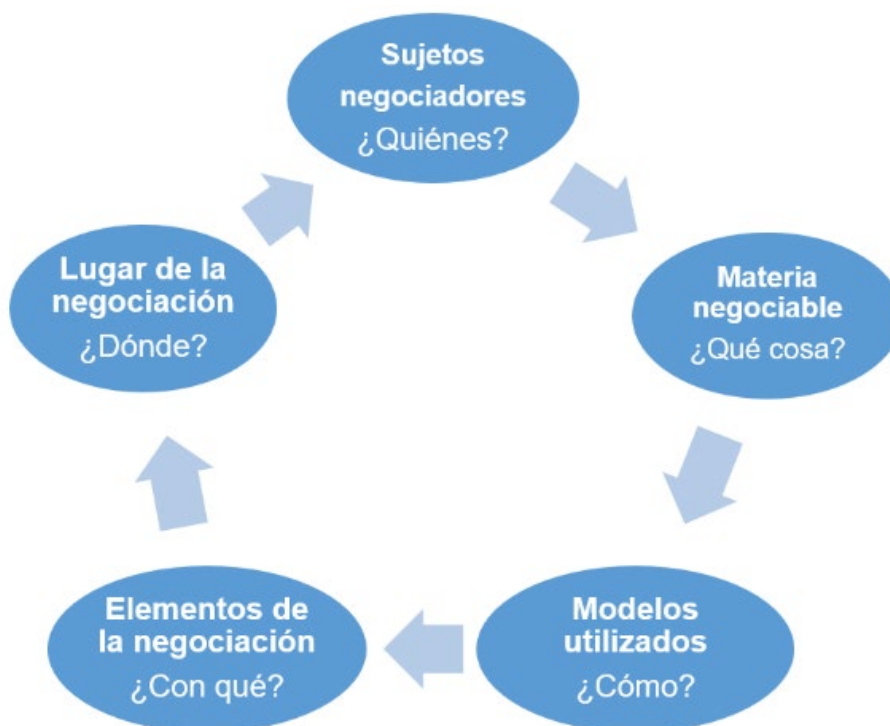 Sujetos
negociadores
¿Quiénes?
Materia
negociable
¿Qué cosa?
Modelos
utilizados
¿Cómo?
Elementos de
la negociación
¿Con qué?
Lugar de la
negociación
¿Dónde?